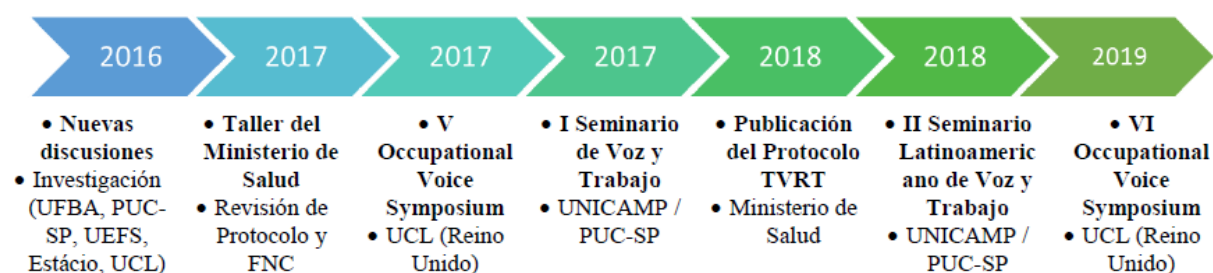 2016
• Nuevas
discusiones
• Investigación
(UFBA, PUC-
SP, UEFS,
Estácio, UCL)
2017
• Taller del
Ministerio de
Salud
• Revisión de
Protocolo y
FNC
2017
• V
Occupational
Voice
Symposium
• UCL (Reino
Unido)
2017
• I Seminario
de Voz y
Trabajo
• UNICAMP /
PUC-SP
2018
• Publicación
del Protocolo
TVRT
• Ministerio de
Salud
2018
• II Seminario
Latinoameric
ano de Voz y
Trabajo
• UNICAMP /
PUC-SP
2019
• VI
Occupational
Voice
Symposium
• UCL (Reino
Unido)